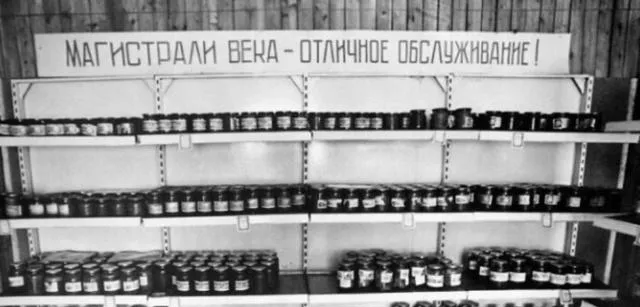 МАГИСТРАЛИ ВЕКА – ОТЛИЧНОЕ ОБСЛУЖИВАНИЕ!